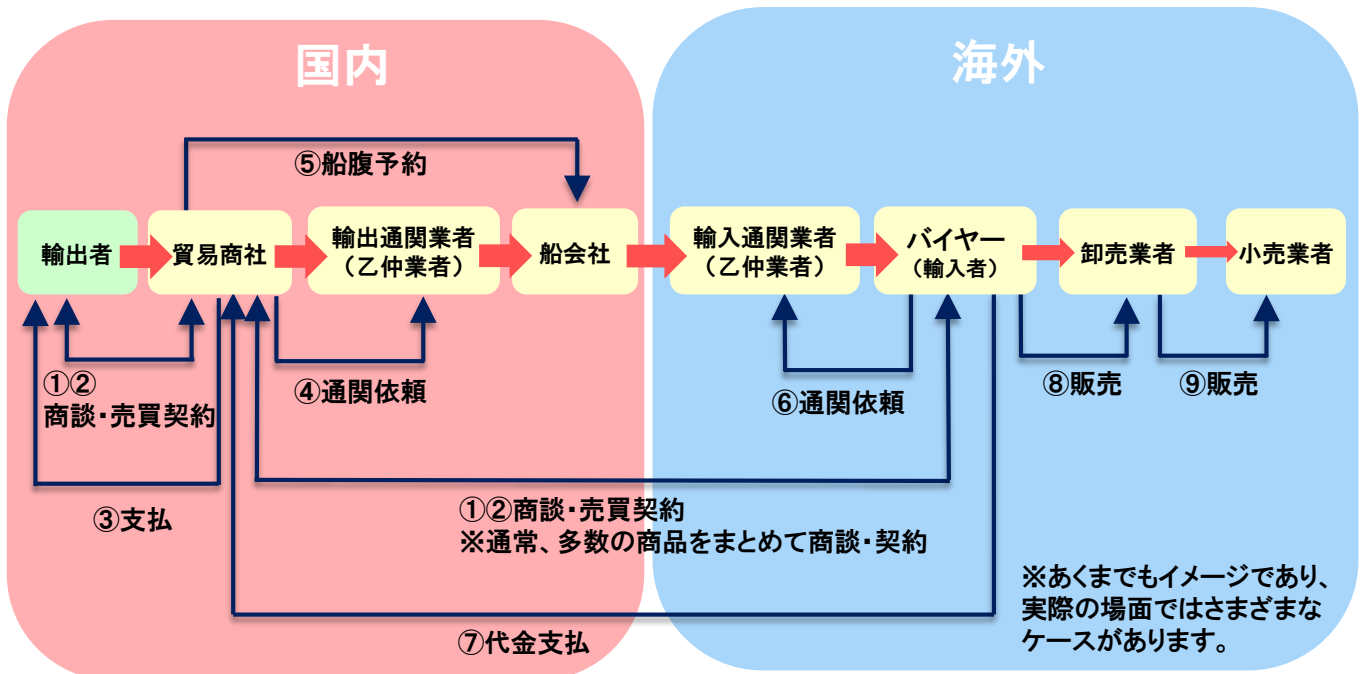 国内
海外
⑤船腹予約
輸出者
貿易商社
輸出通関業者
（乙仲業者）
船会社
輸入通関業者
（乙仲業者）
バイヤー
（輸入者）
卸売業者
小売業者
①②
商談・売買契約
④通関依頼
⑥通関依頼
⑧販売
⑨販売
③支払
①②商談・売買契約
※通常、多数の商品をまとめて商談・契約
⑦代金支払
※あくまでもイメージであり、
実際の場面ではさまざまな
ケースがあります。